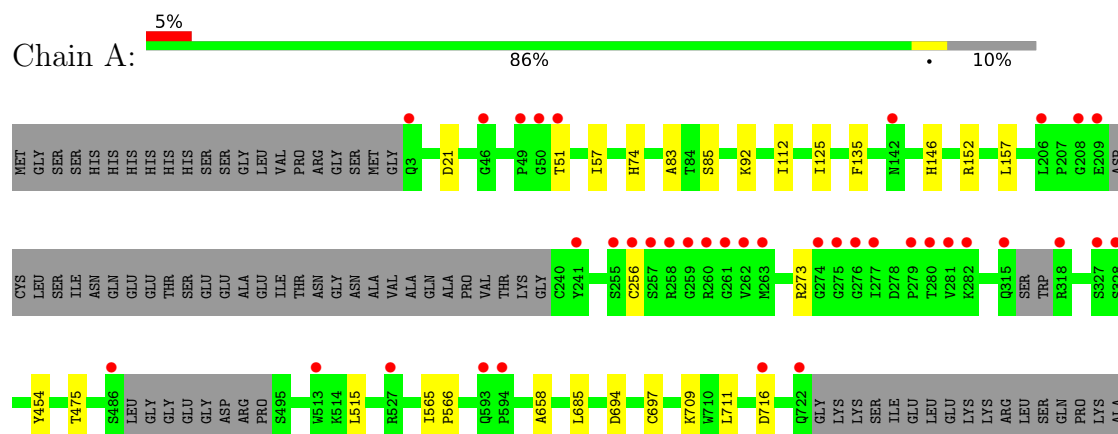 5%
Chain A:
86% • 10%
MET GLY SER SER HIS HIS HIS HIS HIS HIS SER SER GLY LEU VAL PRO ARG GLY SER MET GLY Q3 D21 G46 P49 G50 T51 I57 H74 A83 T84 S85 K92 I112 I125 F135 N142 H146 R152 L157 L206 P207 G208 E209 ASP
CYS LEU SER ILE ASN GLN GLU GLU THR SER GLU GLU ALA GLU ILE THR ASN GLY ASN ALA VAL ALA GLN ALA PRO VAL THR LYS GLY C240 Y241 S255 C256 S257 R258 G259 R260 G261 V262 M263 R273 G274 G275 G276 I277 D278 P279 T280 V281 K282 Q315 SER TRP R318 S327 S328
Y454 T475 S486 LEU GLY GLY GLU GLY ASP ARG PRO S495 W513 K514 L515 R527 I565 P566 Q593 P594 A658 L685 D694 C697 K709 W710 L711 D716 Q722 GLY LYS LYS SER ILE GLU LEU GLU LYS LYS ARG LEU SER GLN PRO LYS ALA